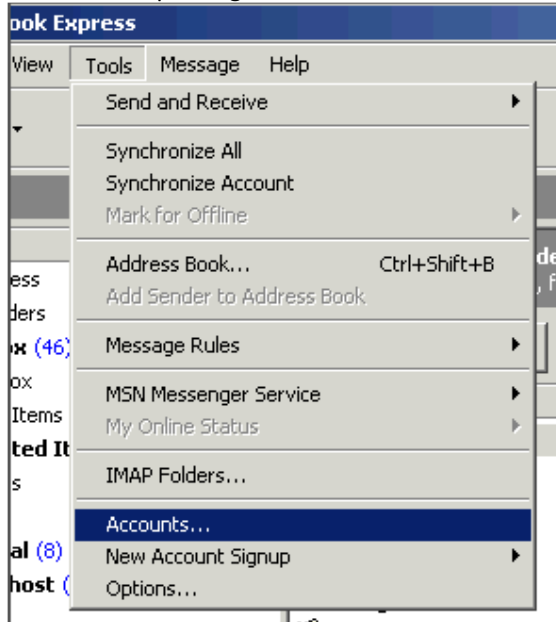 ook Express
View Tools Message Help
Send and Receive
Synchronize All
Synchronize Account
Mark for Offline
Address Book... Ctrl+Shift+B
Add Sender to Address Book
Message Rules
MSN Messenger Service
My Online Status
IMAP Folders...
Accounts...
New Account Signup
Options...
ess
ders
x (46)
ox
Items
ted It
s
al (8)
host (
de
, f